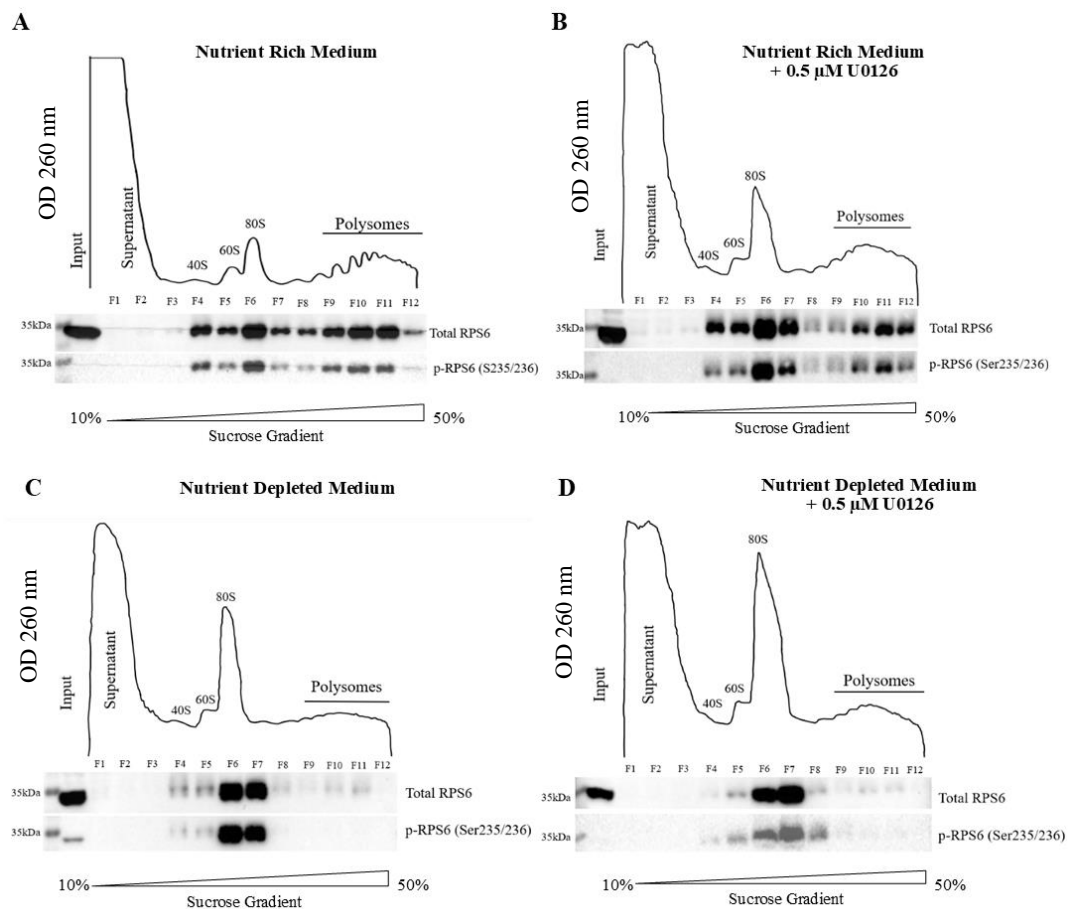 A
Nutrient Rich Medium
OD 260 nm
Input
Supernatant
40S
60S
80S
Polysomes
F1 F2 F3 F4 F5 F6 F7 F8 F9 F10 F11 F12
35kDa
Total RPS6
35kDa
p-RPS6 (S235/236)
10%
50%
Sucrose Gradient
B
Nutrient Rich Medium
+ 0.5 µM U0126
OD 260 nm
Input
Supernatant
40S
60S
80S
Polysomes
F1 F2 F3 F4 F5 F6 F7 F8 F9 F10 F11 F12
35kDa
Total RPS6
35kDa
p-RPS6 (Ser235/236)
10%
50%
Sucrose Gradient
C
Nutrient Depleted Medium
OD 260 nm
Input
Supernatant
40S
60S
80S
Polysomes
F1 F2 F3 F4 F5 F6 F7 F8 F9 F10 F11 F12
35kDa
Total RPS6
35kDa
p-RPS6 (Ser235/236)
10%
50%
Sucrose Gradient
D
Nutrient Depleted Medium
+ 0.5 µM U0126
OD 260 nm
Input
Supernatant
40S
60S
80S
Polysomes
F1 F2 F3 F4 F5 F6 F7 F8 F9 F10 F11 F12
35kDa
Total RPS6
35kDa
p-RPS6 (Ser235/236)
10%
50%
Sucrose Gradient